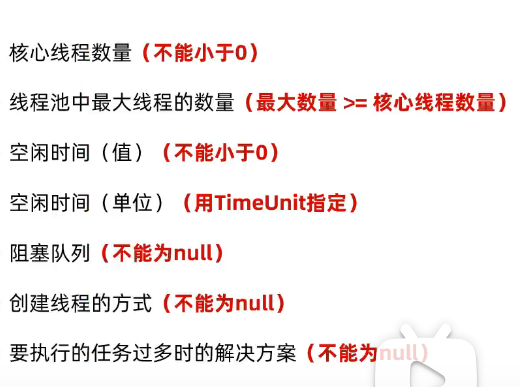 核心线程数量（不能小于0）
线程池中最大线程的数量（最大数量 >= 核心线程数量）
空闲时间（值）（不能小于0）
空闲时间（单位）（用TimeUnit指定）
阻塞队列（不能为null）
创建线程的方式（不能为null）
要执行的任务过多时的解决方案（不能为null）